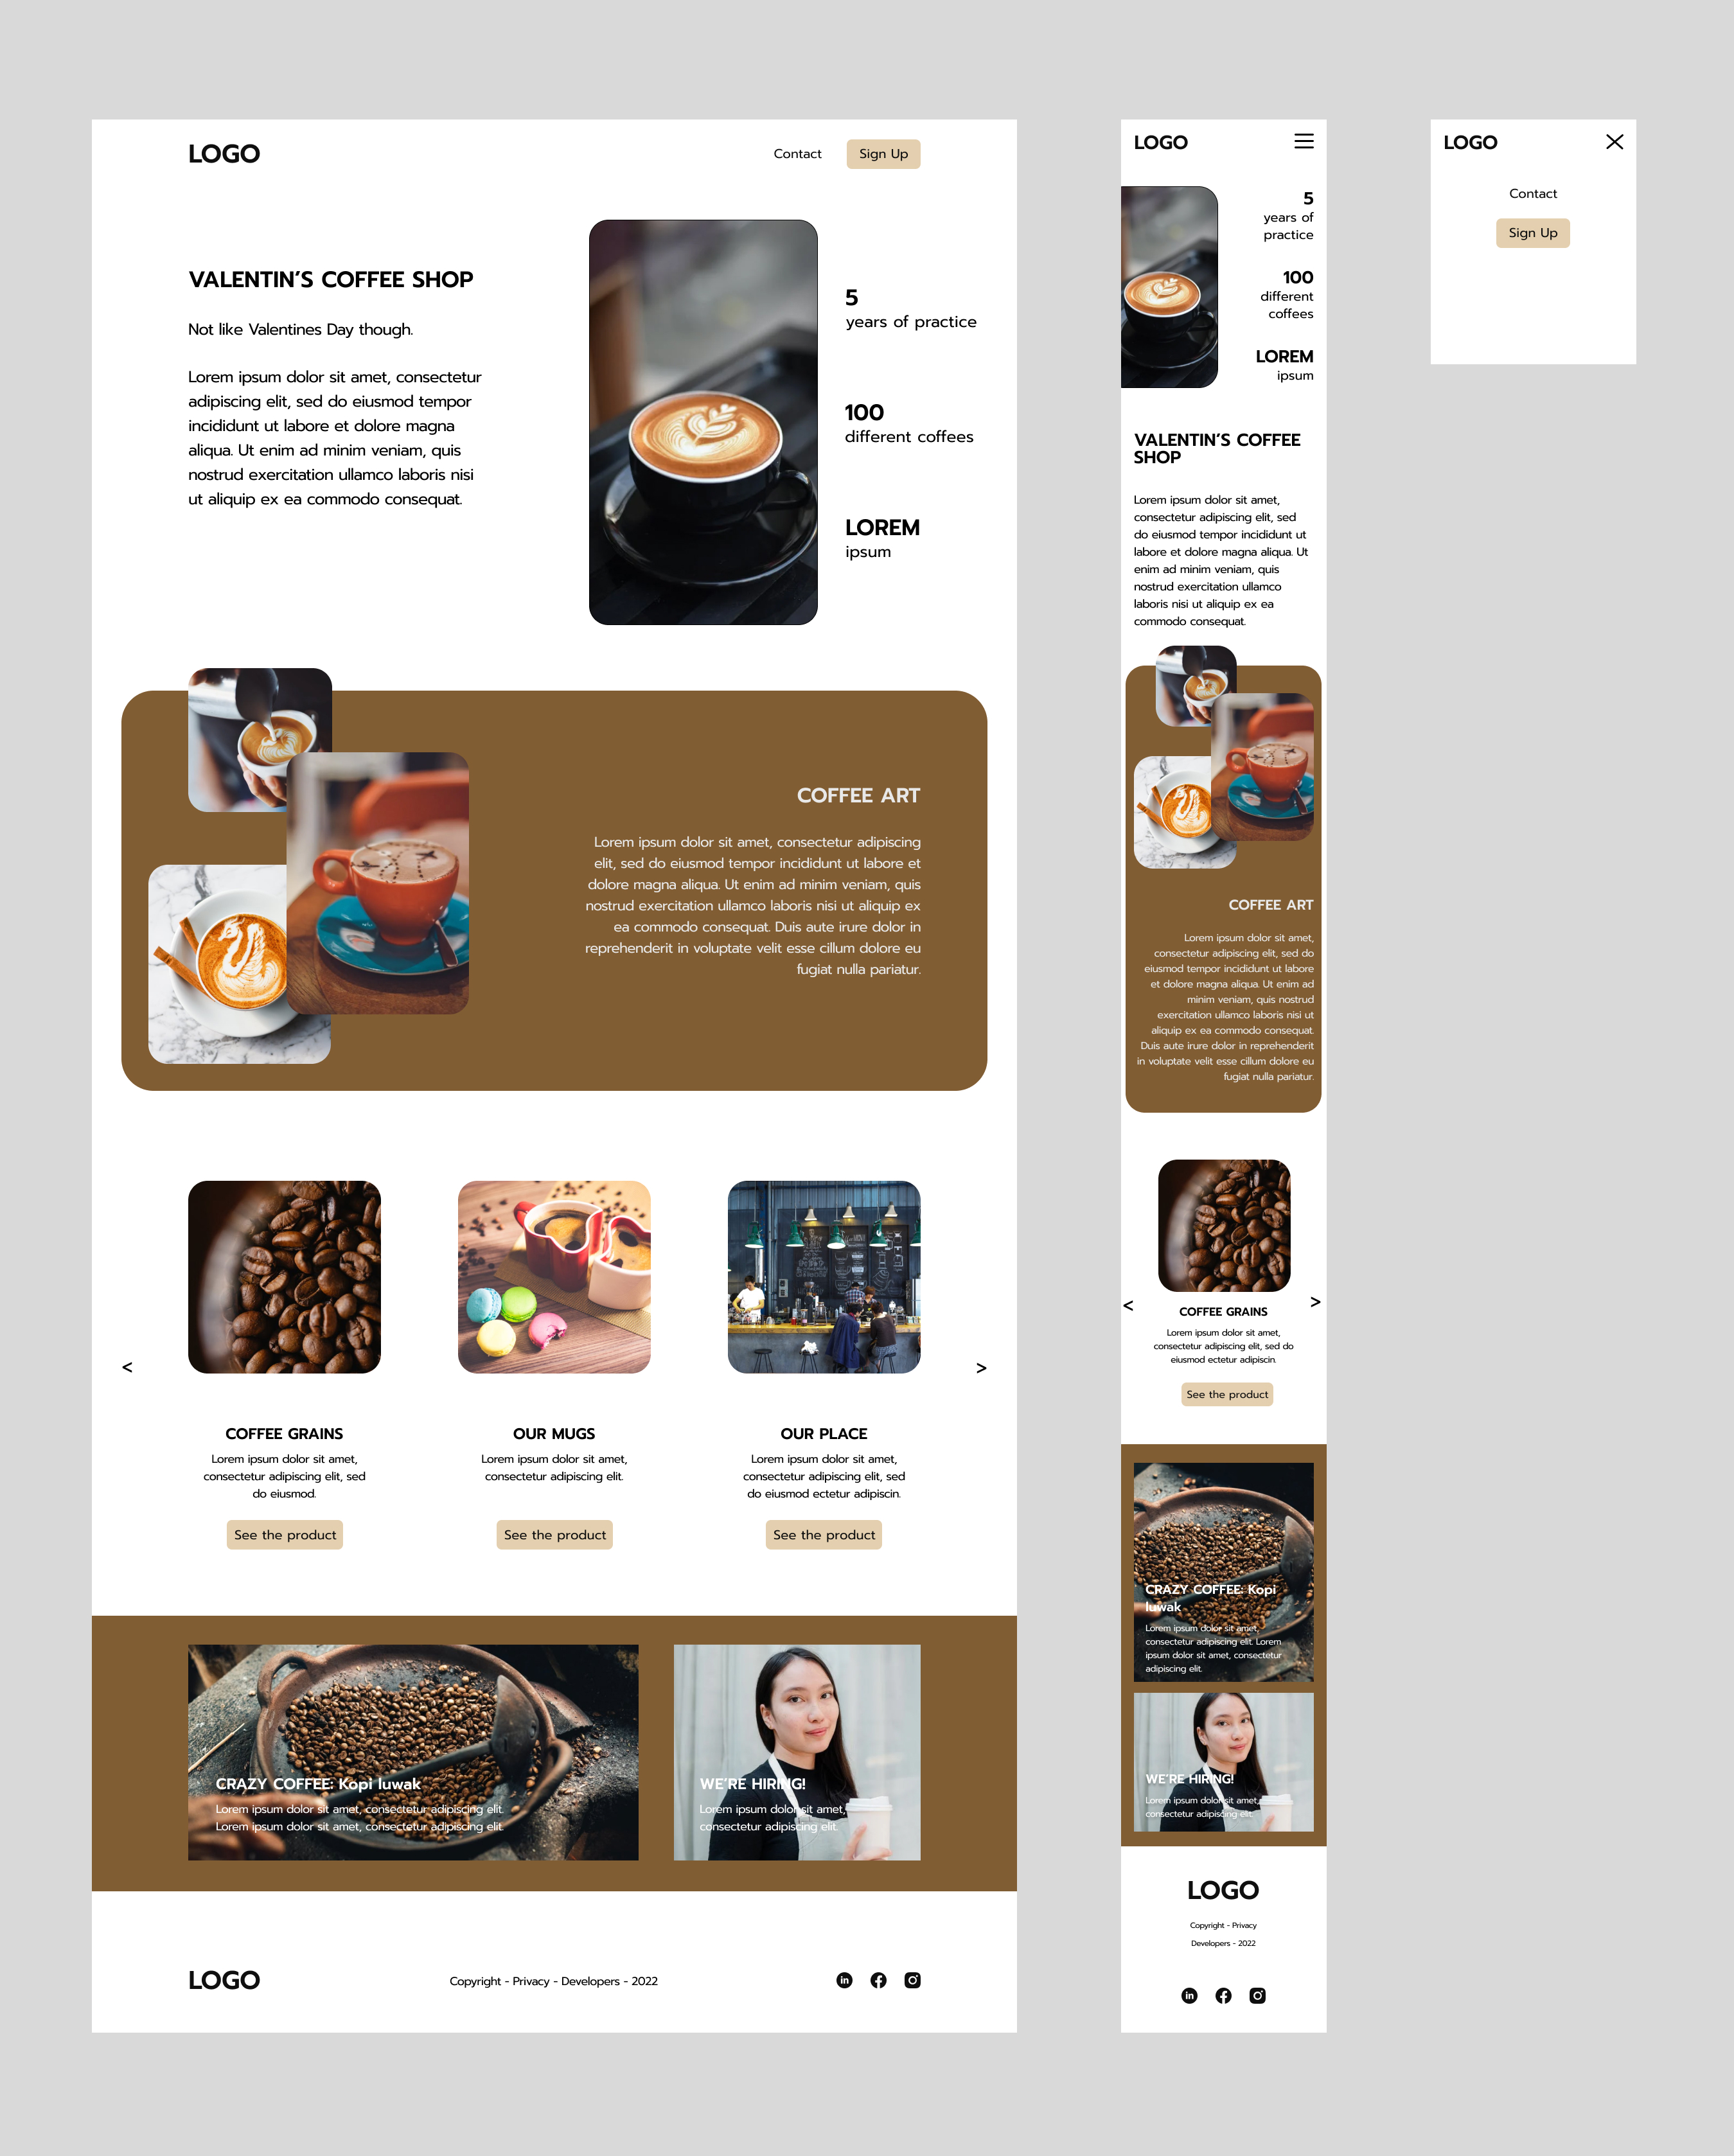 LOGO
Contact
Sign Up
VALENTIN’S COFFEE SHOP
Not like Valentines Day though.
Lorem ipsum dolor sit amet, consectetur
adipiscing elit, sed do eiusmod tempor
incididunt ut labore et dolore magna
aliqua. Ut enim ad minim veniam, quis
nostrud exercitation ullamco laboris nisi
ut aliquip ex ea commodo consequat.
5
years of practice
100
different coffees
LOREM
ipsum
COFFEE ART
Lorem ipsum dolor sit amet, consectetur adipiscing
elit, sed do eiusmod tempor incididunt ut labore et
dolore magna aliqua. Ut enim ad minim veniam, quis
nostrud exercitation ullamco laboris nisi ut aliquip ex
ea commodo consequat. Duis aute irure dolor in
reprehenderit in voluptate velit esse cillum dolore eu
fugiat nulla pariatur.
<
>
COFFEE GRAINS
Lorem ipsum dolor sit amet,
consectetur adipiscing elit, sed
do eiusmod.
See the product
OUR MUGS
Lorem ipsum dolor sit amet,
consectetur adipiscing elit.
See the product
OUR PLACE
Lorem ipsum dolor sit amet,
consectetur adipiscing elit, sed
do eiusmod ectetur adipiscin.
See the product
CRAZY COFFEE: Kopi luwak
Lorem ipsum dolor sit amet, consectetur adipiscing elit.
Lorem ipsum dolor sit amet, consectetur adipiscing elit.
WE’RE HIRING!
Lorem ipsum dolor sit amet,
consectetur adipiscing elit.
LOGO
Copyright - Privacy - Developers - 2022
in
LOGO
5
years of
practice
100
different
coffees
LOREM
ipsum
VALENTIN’S COFFEE
SHOP
Lorem ipsum dolor sit amet,
consectetur adipiscing elit, sed
do eiusmod tempor incididunt ut
labore et dolore magna aliqua. Ut
enim ad minim veniam, quis
nostrud exercitation ullamco
laboris nisi ut aliquip ex ea
commodo consequat.
COFFEE ART
Lorem ipsum dolor sit amet,
consectetur adipiscing elit, sed do
eiusmod tempor incididunt ut labore
et dolore magna aliqua. Ut enim ad
minim veniam, quis nostrud
exercitation ullamco laboris nisi ut
aliquip ex ea commodo consequat.
Duis aute irure dolor in reprehenderit
in voluptate velit esse cillum dolore eu
fugiat nulla pariatur.
<
>
COFFEE GRAINS
Lorem ipsum dolor sit amet,
consectetur adipiscing elit, sed do
eiusmod ectetur adipiscin.
See the product
CRAZY COFFEE: Kopi
luwak
Lorem ipsum dolor sit amet,
consectetur adipiscing elit. Lorem
ipsum dolor sit amet, consectetur
adipiscing elit.
WE’RE HIRING!
Lorem ipsum dolor sit amet,
consectetur adipiscing elit.
LOGO
Copyright - Privacy
Developers - 2022
in
LOGO
Contact
Sign Up